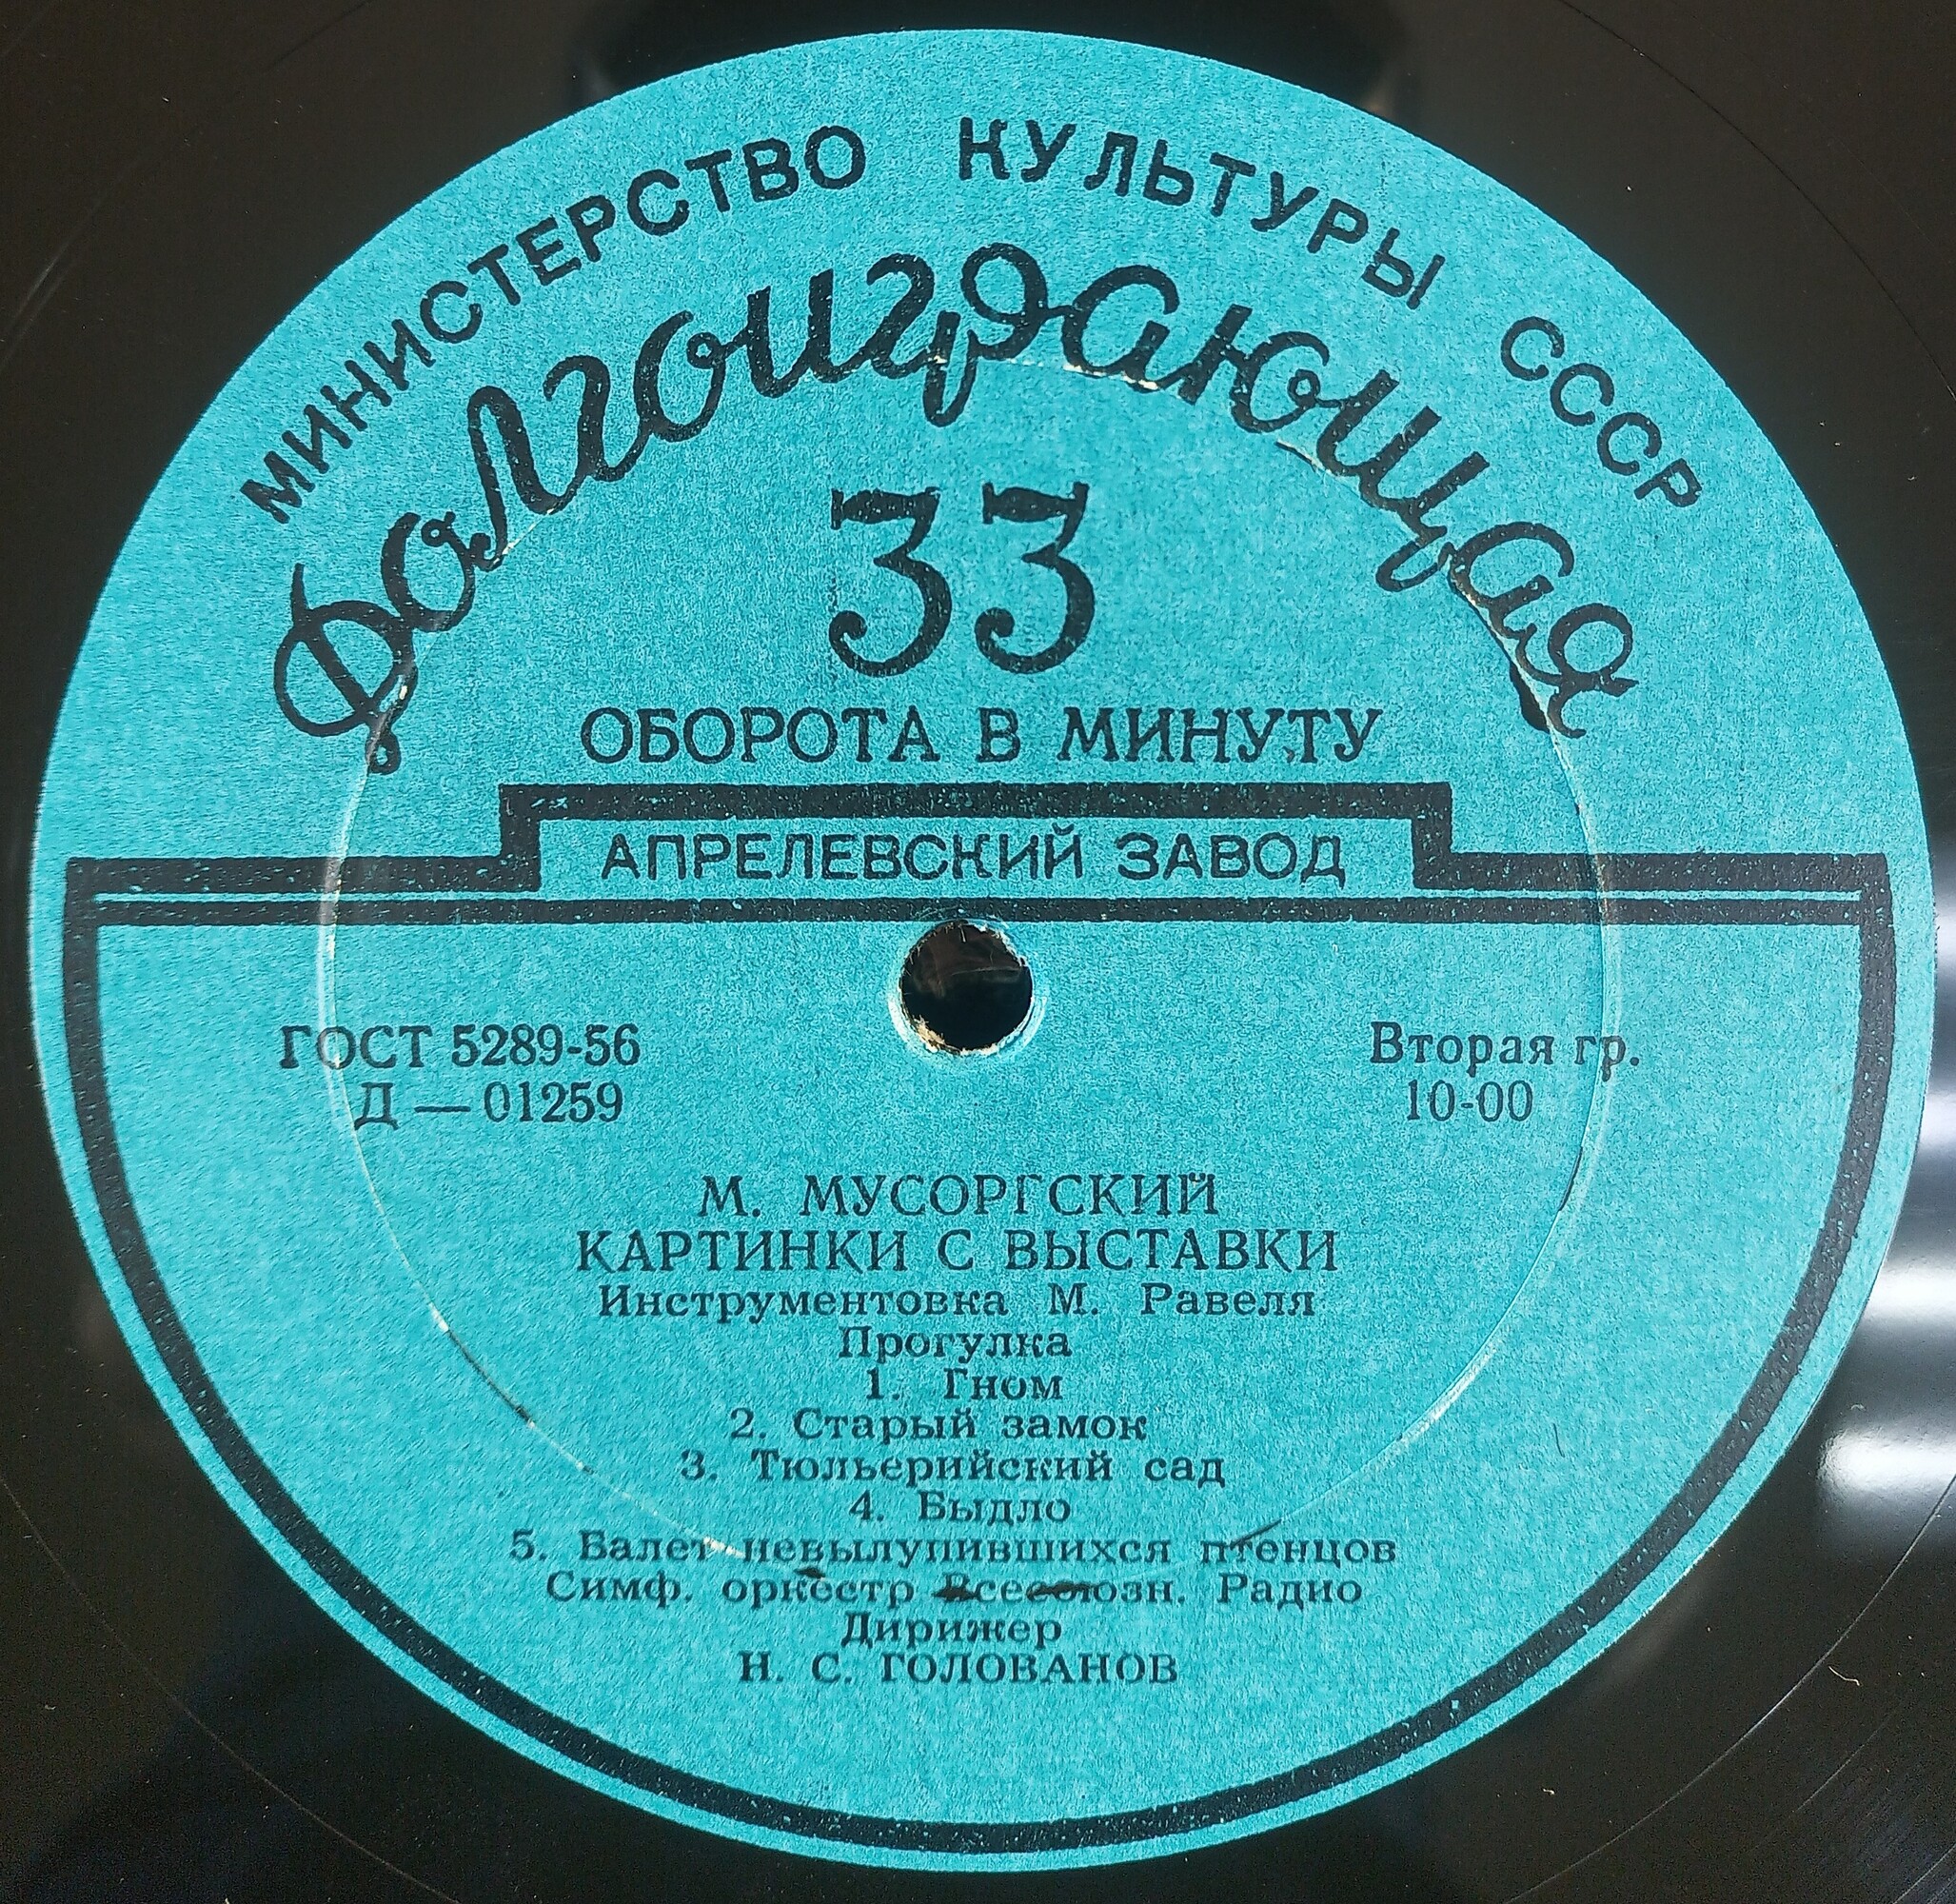 МИНИСТЕРСТВО КУЛЬТУРЫ СССР
Долгоиграющая
33
ОБОРОТА В МИНУТУ
АПРЕЛЕВСКИЙ ЗАВОД
ГОСТ 5289-56
Вторая гр.
Д — 01259
10-00
М. МУСОРГСКИЙ
КАРТИНКИ С ВЫСТАВКИ
Инструментовка М. Равеля
Прогулка
1. Гном
2. Старый замок
3. Тюльерийский сад
4. Быдло
5. Балет невылупившихся птенцов
Симф. оркестр Всесоюзн. Радио
Дирижер
Н. С. ГОЛОВАНОВ